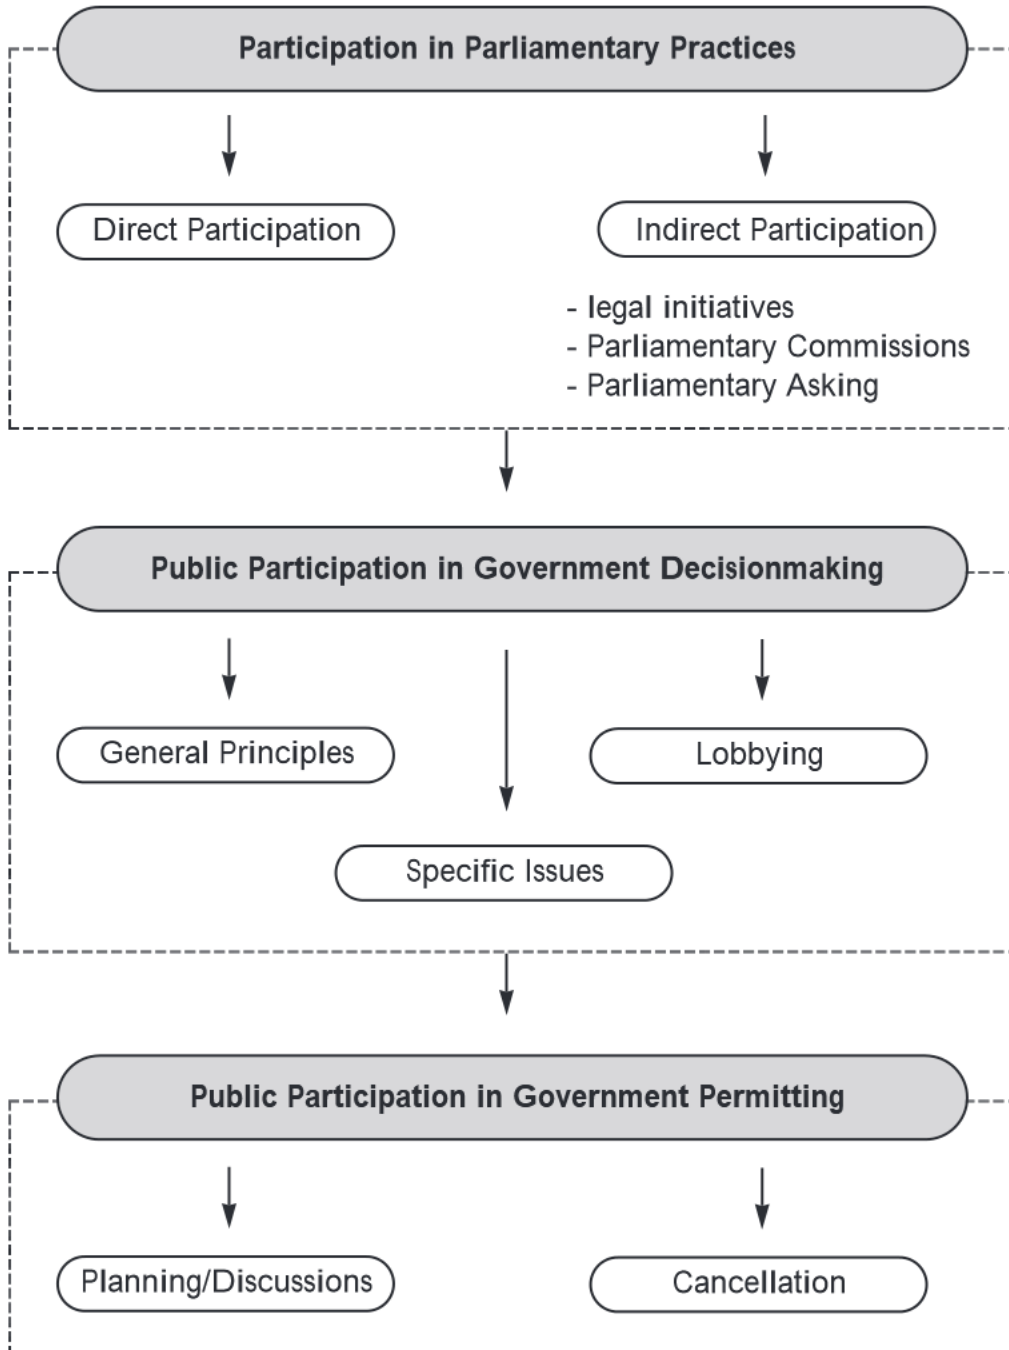 Participation in Parliamentary Practices
Direct Participation
Indirect Participation
- legal initiatives
- Parliamentary Commissions
- Parliamentary Asking
Public Participation in Government Decisionmaking
General Principles
Lobbying
Specific Issues
Public Participation in Government Permitting
Planning/Discussions
Cancellation